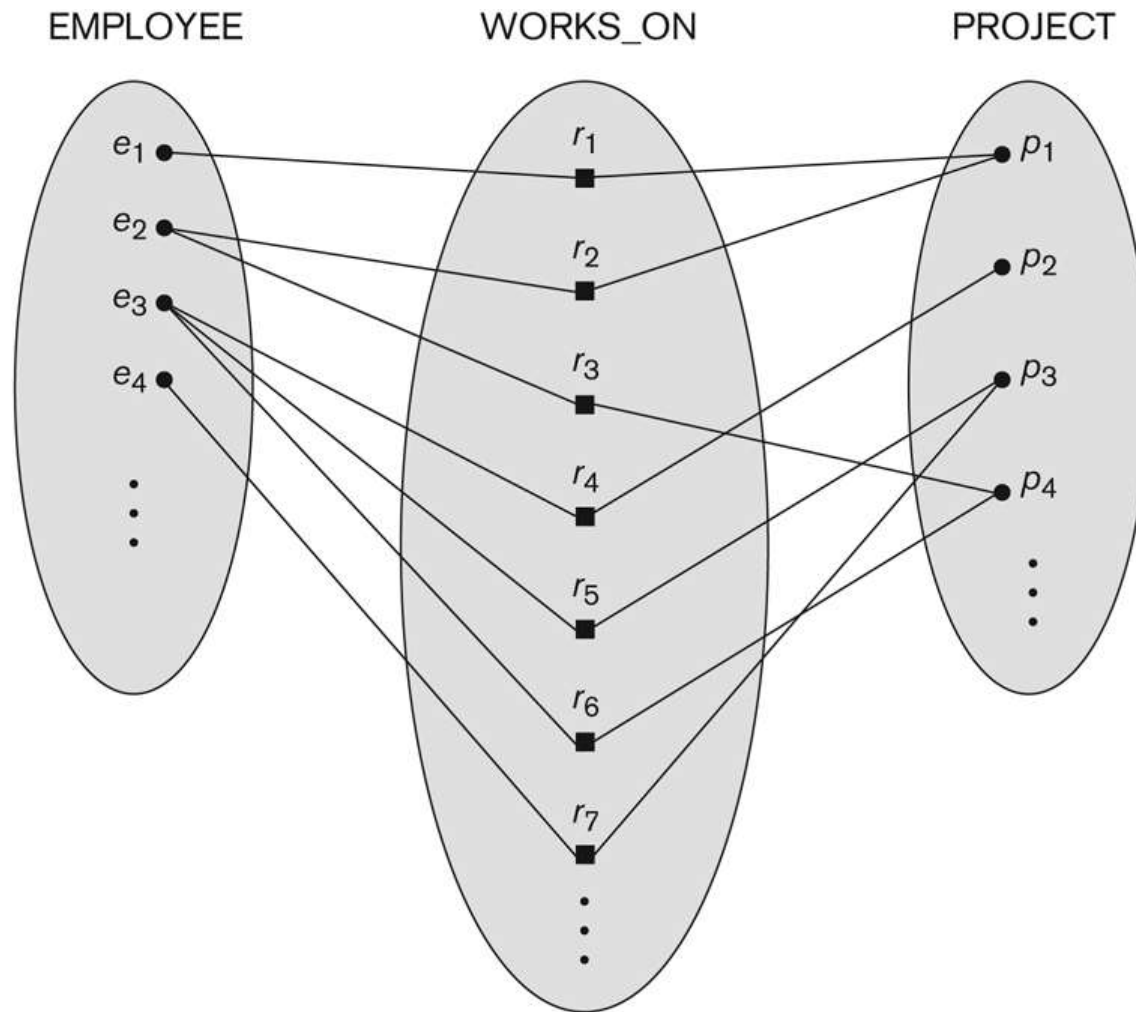 EMPLOYEE WORKS_ON PROJECT
e1 r1 p1
e2 r2 p2
e3 r3 p3
e4 r4 p4
r5
r6
r7